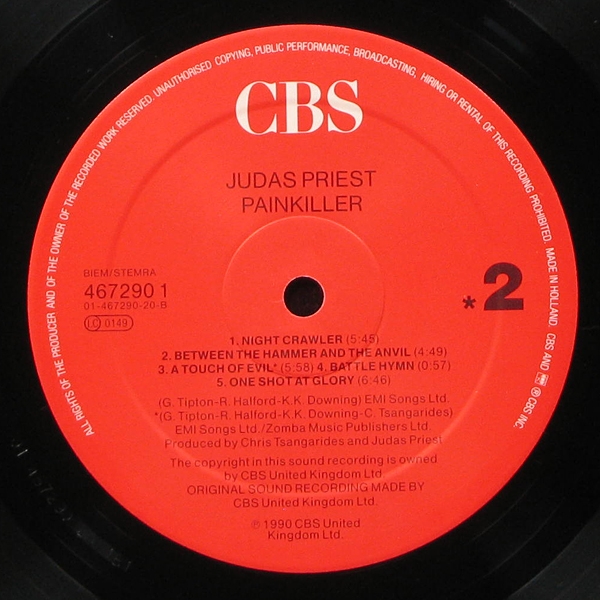 ALL RIGHTS OF THE PRODUCER AND OF THE OWNER OF THE RECORDED WORK RESERVED. UNAUTHORISED COPYING, PUBLIC PERFORMANCE, BROADCASTING, HIRING OR RENTAL OF THIS RECORDING PROHIBITED. MADE IN HOLLAND. CBS AND ® ℗ CBS INC.
CBS
JUDAS PRIEST
PAINKILLER
BIEM/STEMRA
467290 1
01-467290-20-B
LC 0149
*2
1. NIGHT CRAWLER (5:45)
2. BETWEEN THE HAMMER AND THE ANVIL (4:49)
3. A TOUCH OF EVIL* (5:58) 4. BATTLE HYMN (0:57)
5. ONE SHOT AT GLORY (6:46)
(G. Tipton-R. Halford-K.K. Downing) EMI Songs Ltd.
*(G. Tipton-R. Halford-K.K. Downing-C. Tsangarides)
EMI Songs Ltd./Zomba Music Publishers Ltd.
Produced by Chris Tsangarides and Judas Priest
The copyright in this sound recording is owned
by CBS United Kingdom Ltd.
ORIGINAL SOUND RECORDING MADE BY
CBS United Kingdom Ltd.
℗ 1990 CBS United
Kingdom Ltd.